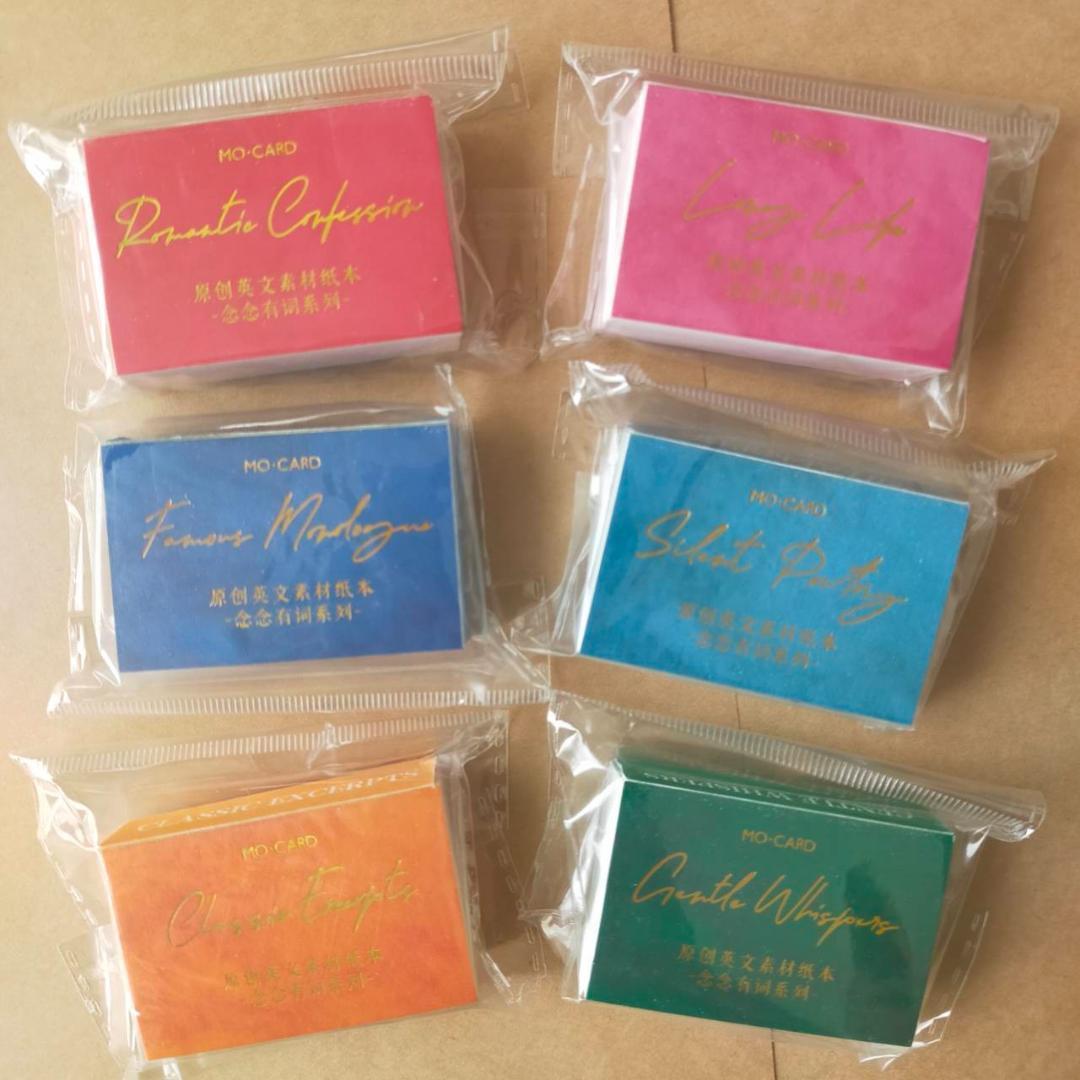 MO·CARD
Romantic Confession
原创英文素材纸本
-念念有词系列-
MO·CARD
Living Life
原创英文素材纸本
-念念有词系列-
MO·CARD
Famous Monologue
原创英文素材纸本
-念念有词系列-
MO·CARD
Silent Poetry
原创英文素材纸本
-念念有词系列-
CLASSIC EXCERPTS
MO·CARD
Classic Excerpts
原创英文素材纸本
-念念有词系列-
GENTLE WHISPERS
MO·CARD
Gentle Whispers
原创英文素材纸本
-念念有词系列-